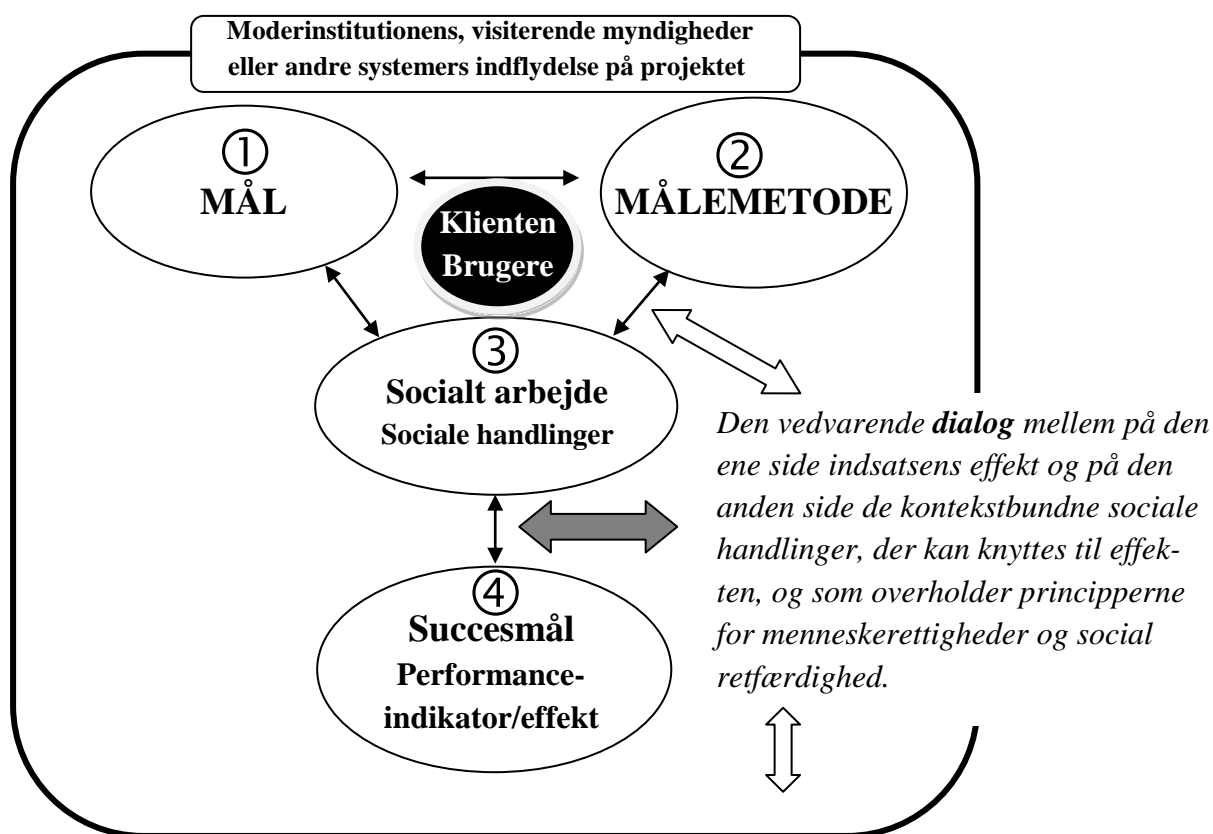 Moderinstitutionens, visiterende myndigheder
eller andre systemers indflydelse på projektet
①
MÅL
②
MÅLEMETODE
Klienten
Brugere
③
Socialt arbejde
Sociale handlinger
④
Succesmål
Performance-
indikator/effekt
Den vedvarende dialog mellem på den
ene side indsatsens effekt og på den
anden side de kontekstbundne sociale
handlinger, der kan knyttes til effek-
ten, og som overholder principperne
for menneskerettigheder og social
retfærdighed.